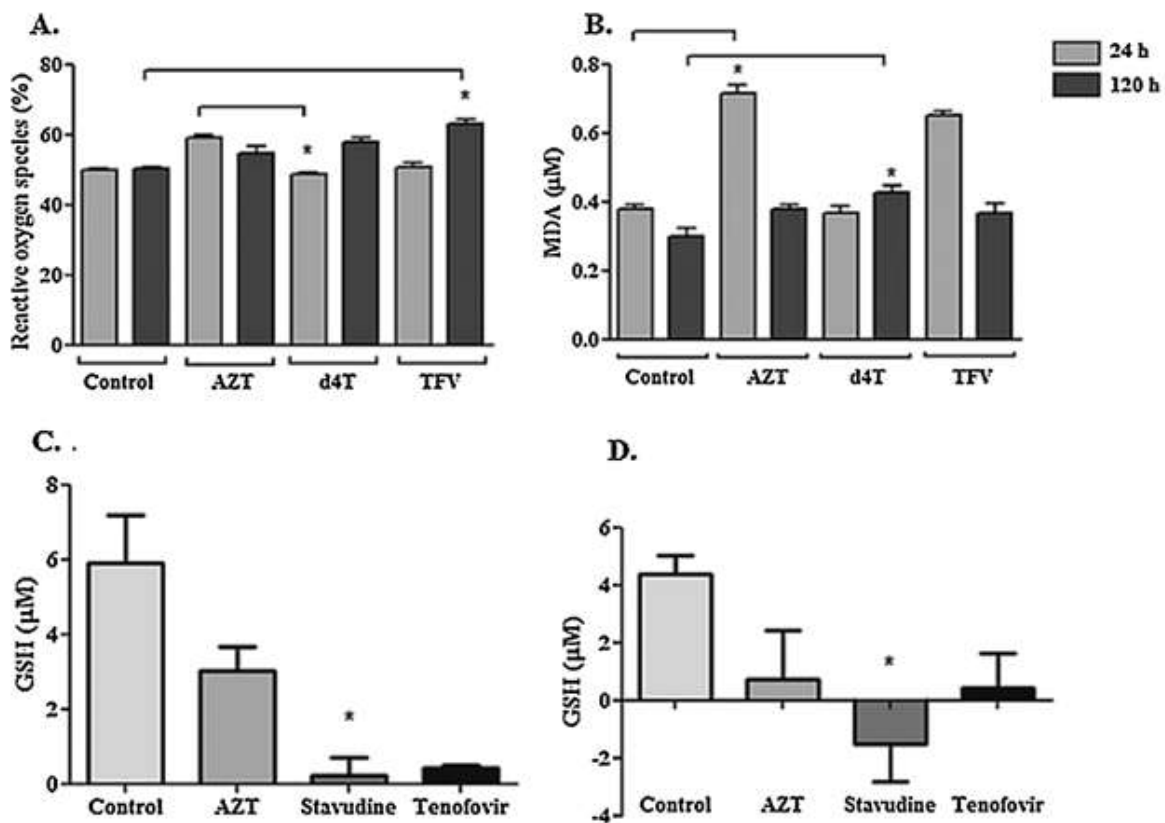 A.
Reactive oxygen species (%)
80
60
40
20
0
*
*
Control AZT d4T TFV
B.
MDA (µM)
0.8
0.6
0.4
0.2
0.0
*
*
Control AZT d4T TFV
24 h
120 h
C. .
GSH (µM)
8
6
4
2
0
*
Control AZT Stavudine Tenofovir
D.
GSH (µM)
6
4
2
0
-2
-4
*
Control AZT Stavudine Tenofovir